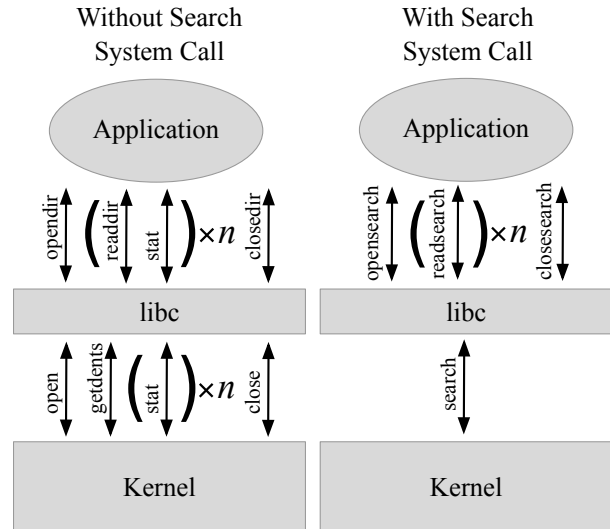 Without Search
System Call
With Search
System Call
Application
Application
opendir
(
readdir
stat
)×n
closedir
opensearch
(
readsearch
)×n
closesearch
libc
libc
open
getdents
(
stat
)×n
close
search
Kernel
Kernel